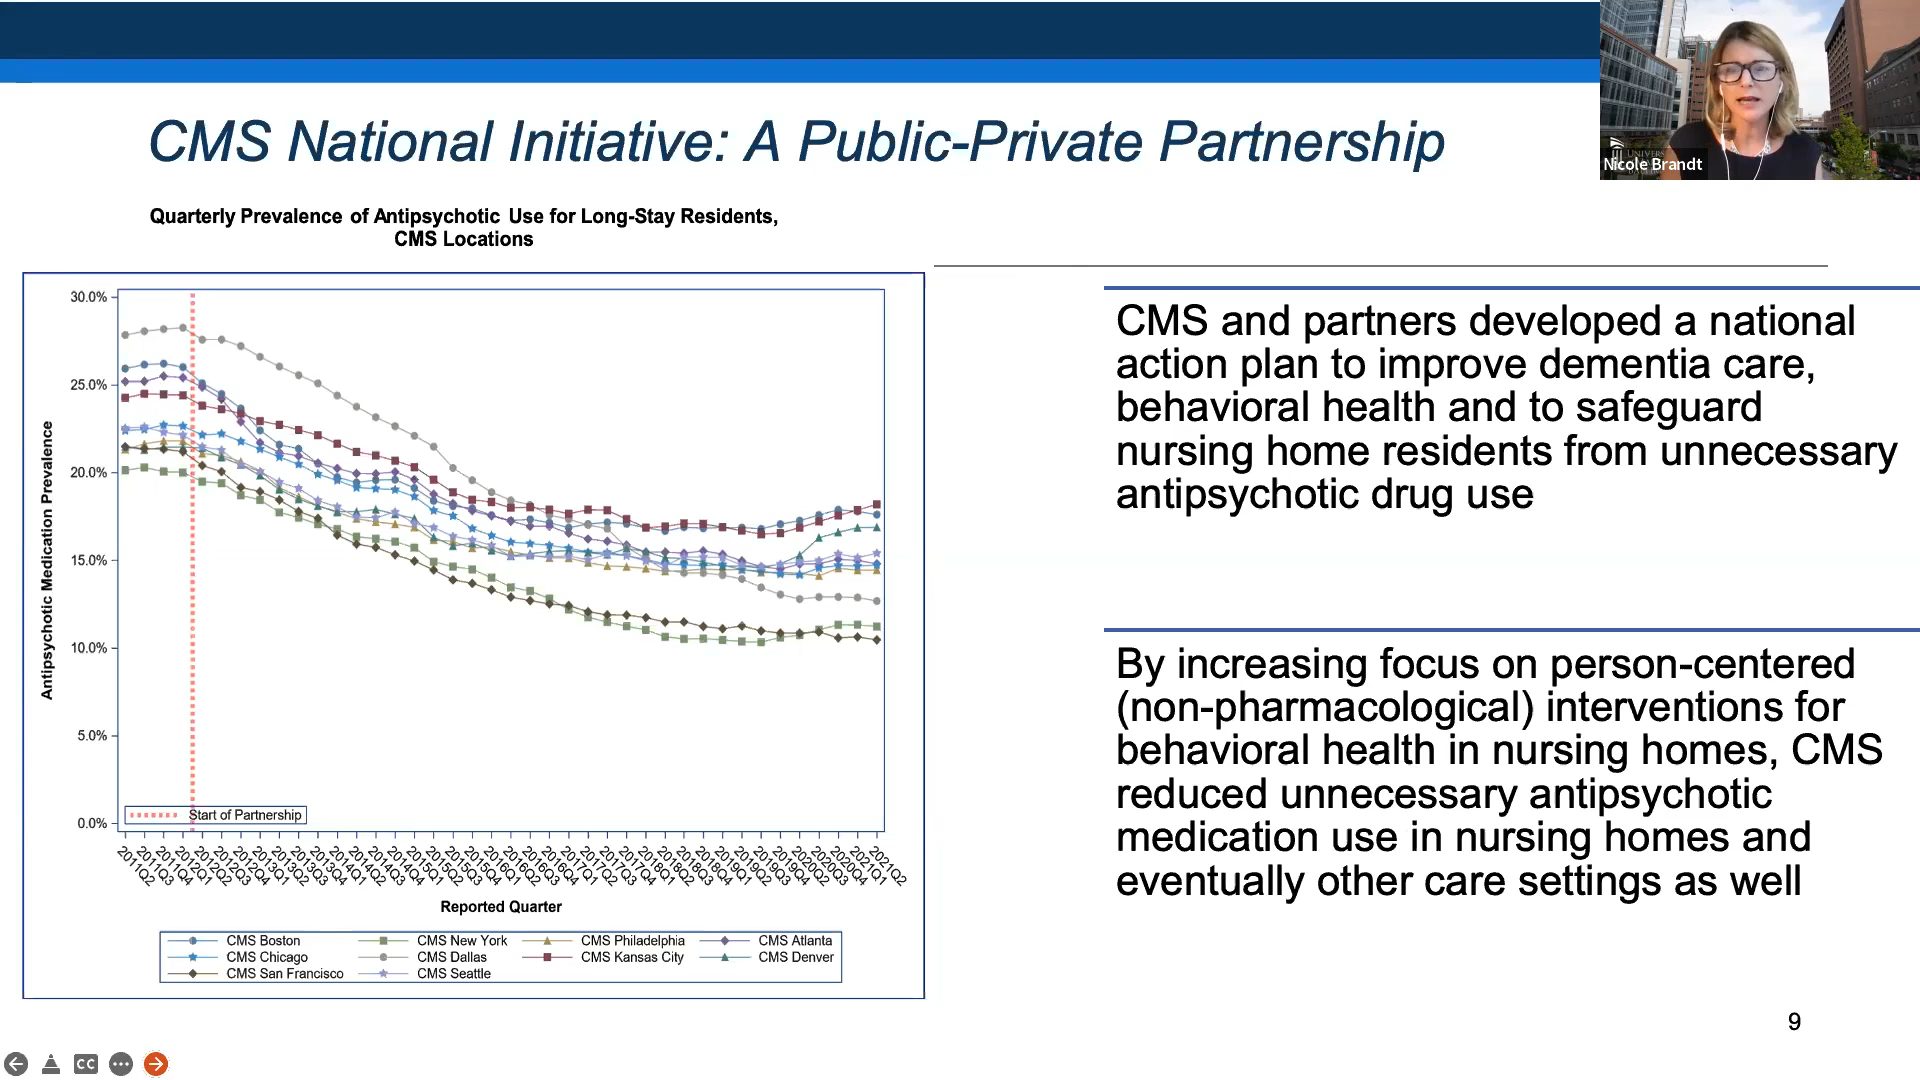 CMS National Initiative: A Public-Private Partnership
Nicole Brandt
Quarterly Prevalence of Antipsychotic Use for Long-Stay Residents,
CMS Locations
30.0%
25.0%
20.0%
15.0%
10.0%
5.0%
0.0%
Antipsychotic Medication Prevalence
Start of Partnership
2011Q2
2011Q3
2011Q4
2012Q1
2012Q2
2012Q3
2012Q4
2013Q1
2013Q2
2013Q3
2013Q4
2014Q1
2014Q2
2014Q3
2014Q4
2015Q1
2015Q2
2015Q3
2015Q4
2016Q1
2016Q2
2016Q3
2016Q4
2017Q1
2017Q2
2017Q3
2017Q4
2018Q1
2018Q2
2018Q3
2018Q4
2019Q1
2019Q2
2019Q3
2019Q4
2020Q2
2020Q3
2020Q4
2021Q1
2021Q2
Reported Quarter
CMS Boston CMS New York CMS Philadelphia CMS Atlanta
CMS Chicago CMS Dallas CMS Kansas City CMS Denver
CMS San Francisco CMS Seattle
CMS and partners developed a national
action plan to improve dementia care,
behavioral health and to safeguard
nursing home residents from unnecessary
antipsychotic drug use
By increasing focus on person-centered
(non-pharmacological) interventions for
behavioral health in nursing homes, CMS
reduced unnecessary antipsychotic
medication use in nursing homes and
eventually other care settings as well
9
CC